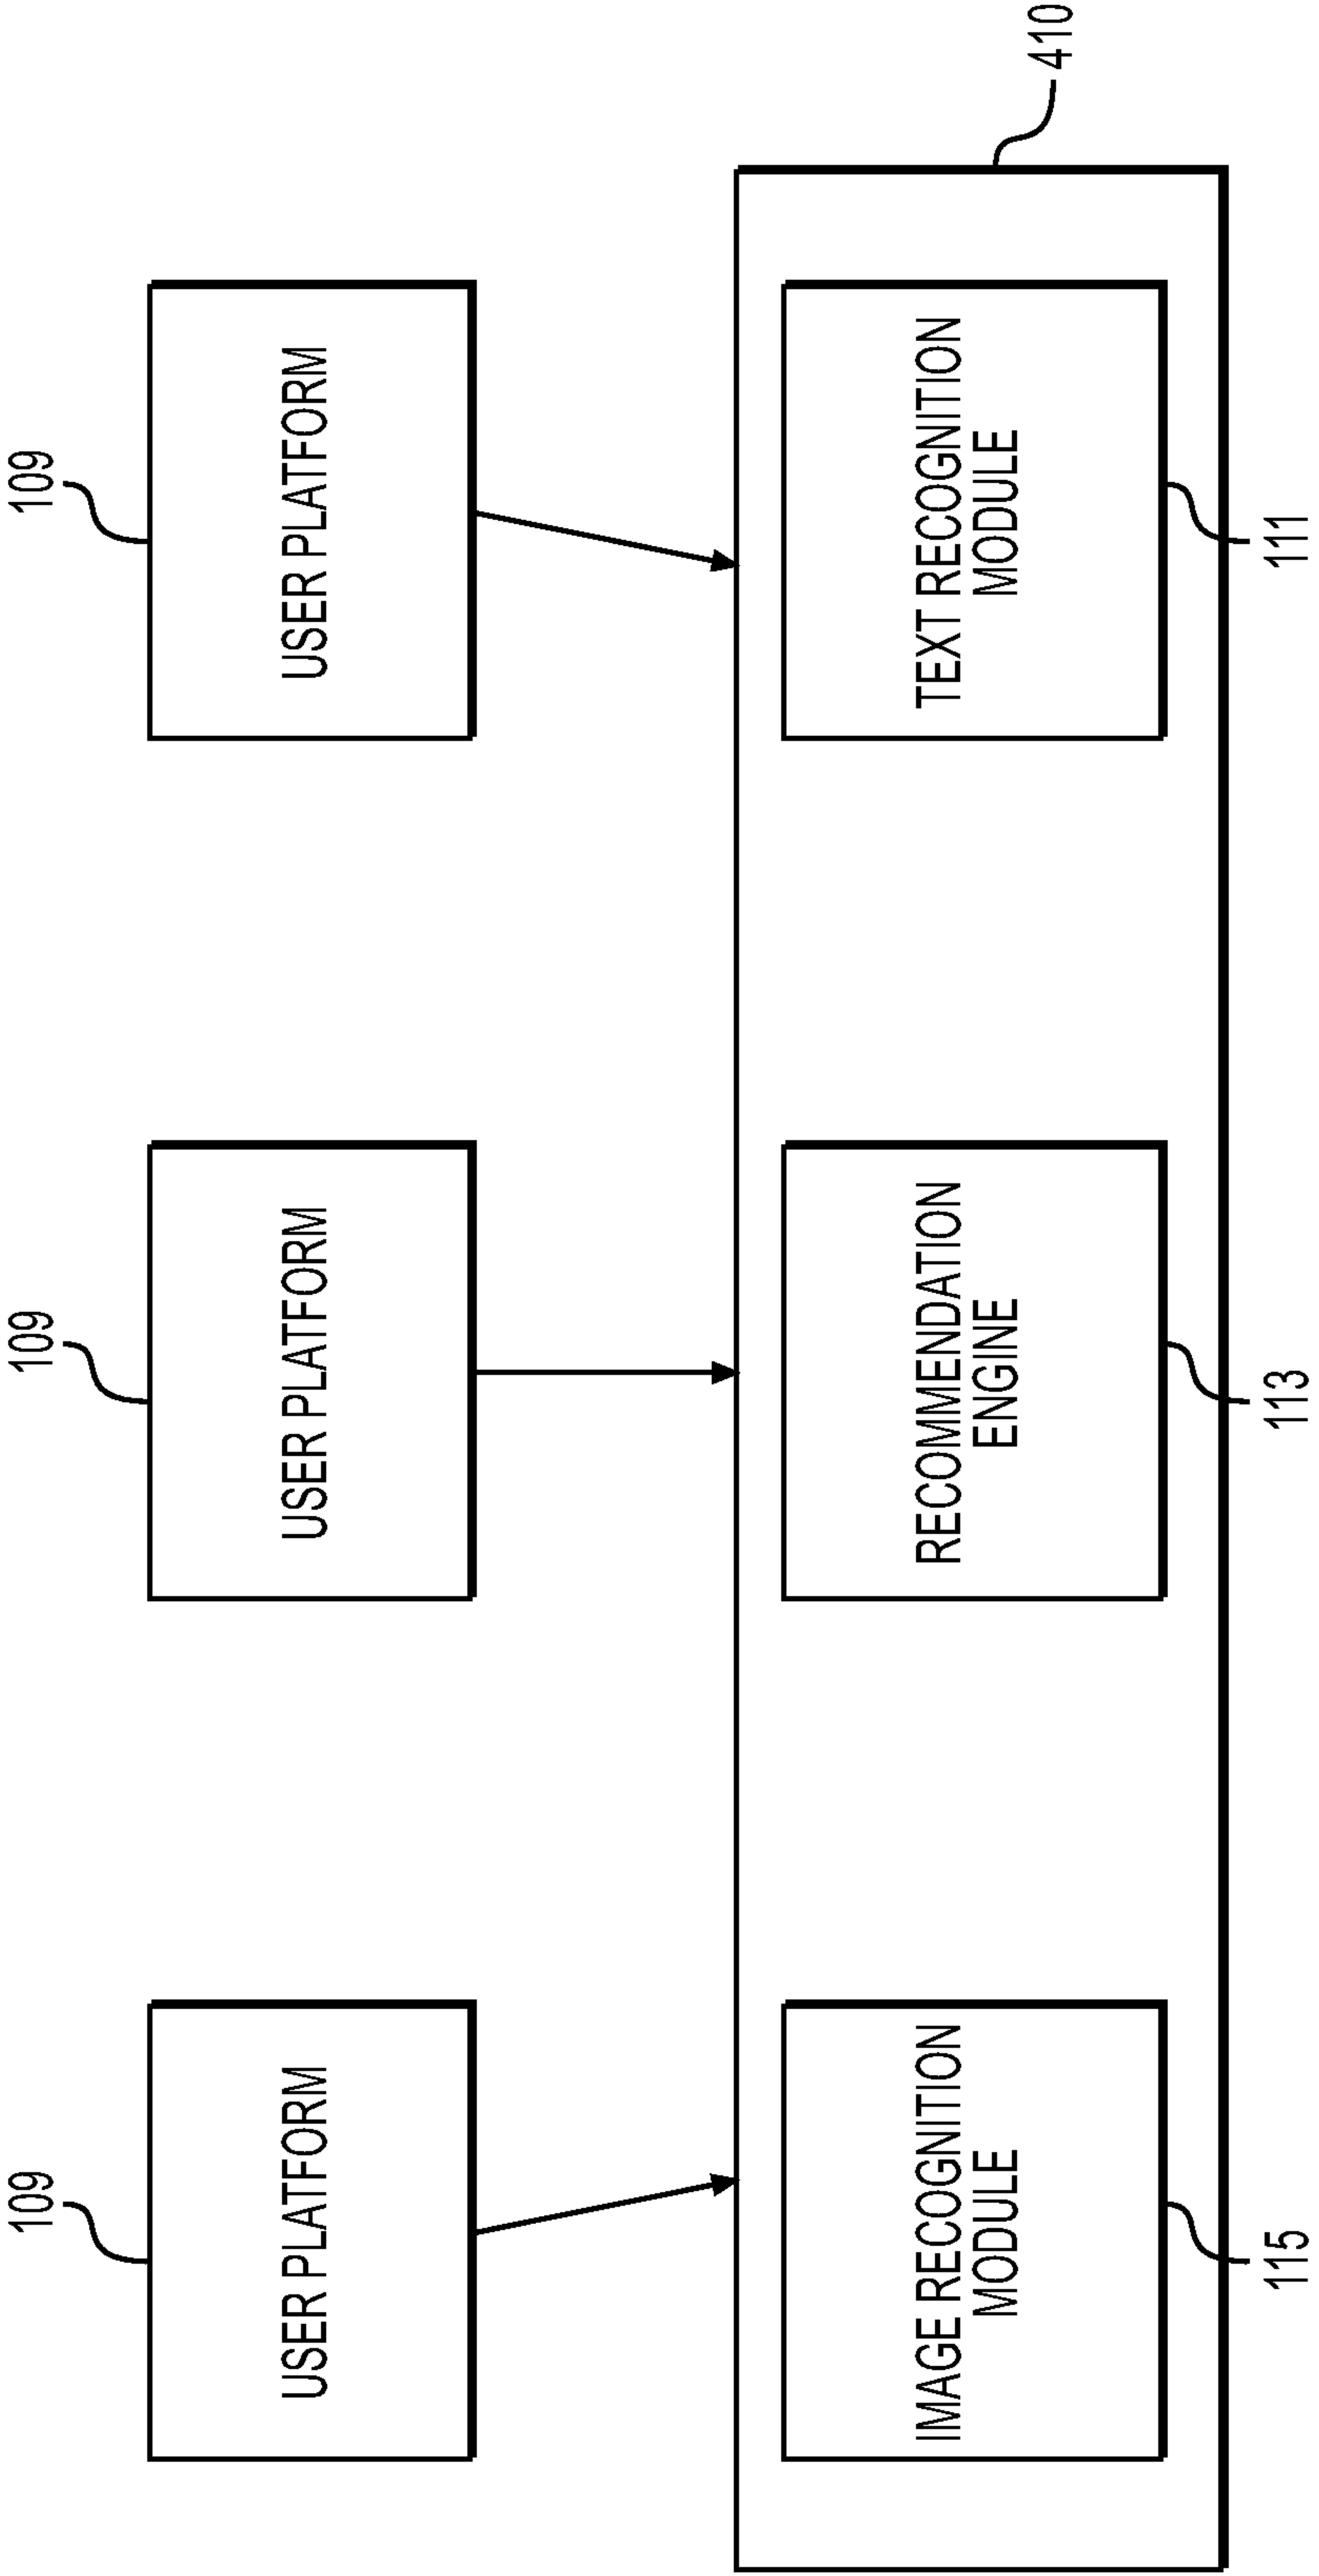 109
109
109
USER PLATFORM
USER PLATFORM
USER PLATFORM
IMAGE RECOGNITION
MODULE
RECOMMENDATION
ENGINE
TEXT RECOGNITION
MODULE
410
115
113
111